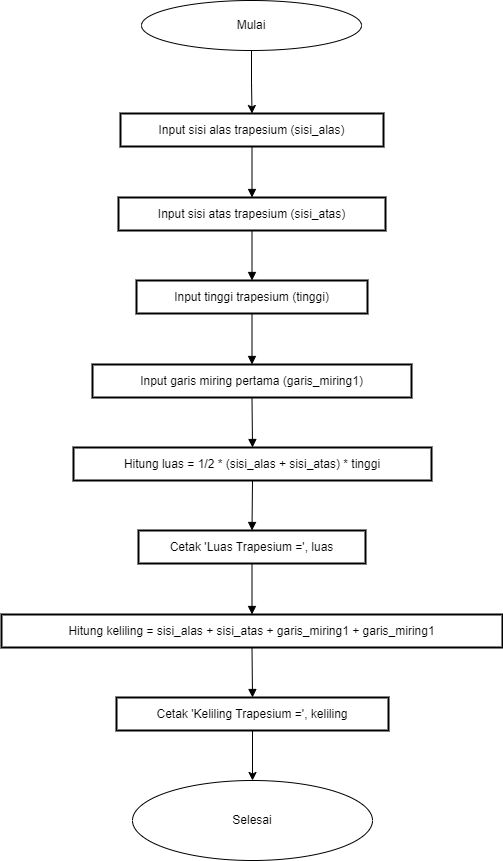 Mulai
Input sisi alas trapesium (sisi_alas)
Input sisi atas trapesium (sisi_atas)
Input tinggi trapesium (tinggi)
Input garis miring pertama (garis_miring1)
Hitung luas = 1/2 * (sisi_alas + sisi_atas) * tinggi
Cetak 'Luas Trapesium =', luas
Hitung keliling = sisi_alas + sisi_atas + garis_miring1 + garis_miring1
Cetak 'Keliling Trapesium =', keliling
Selesai